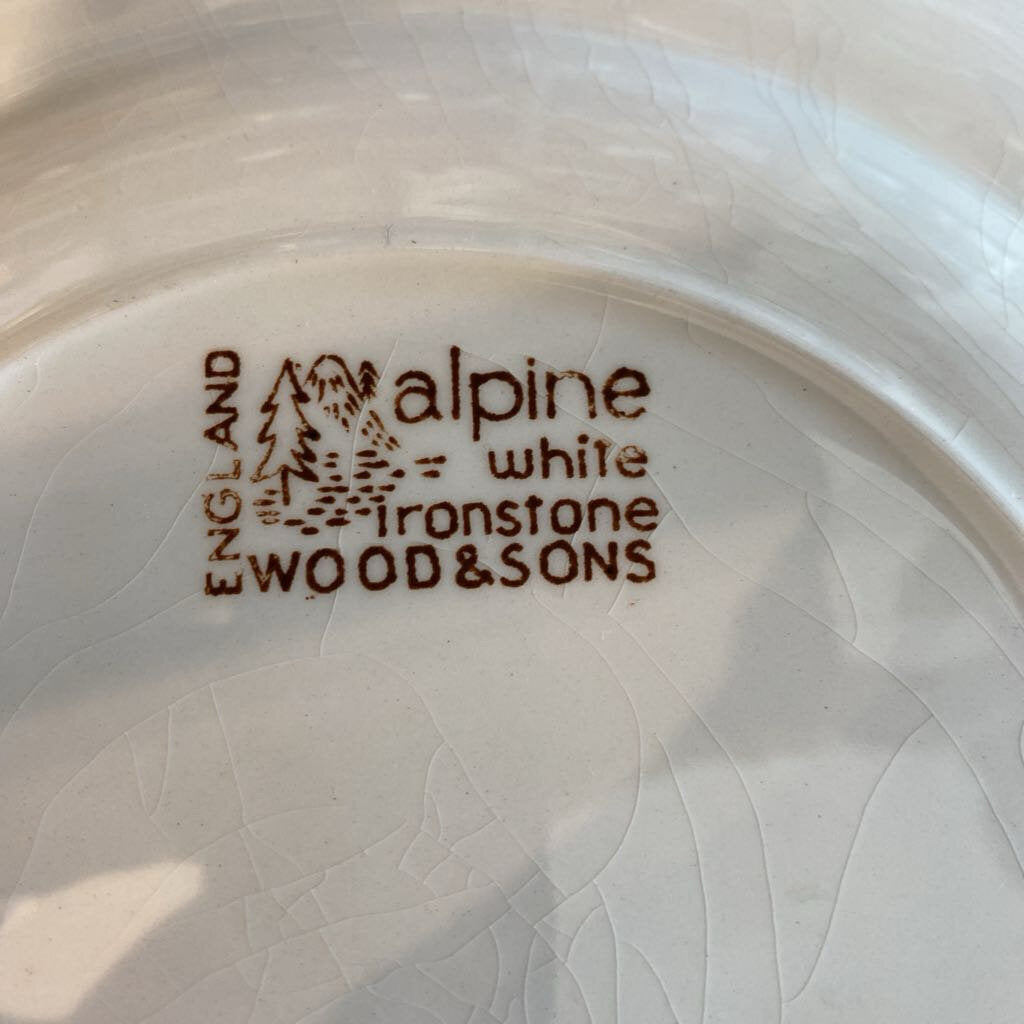 ENGLAND
alpine
white
ironstone
WOOD & SONS